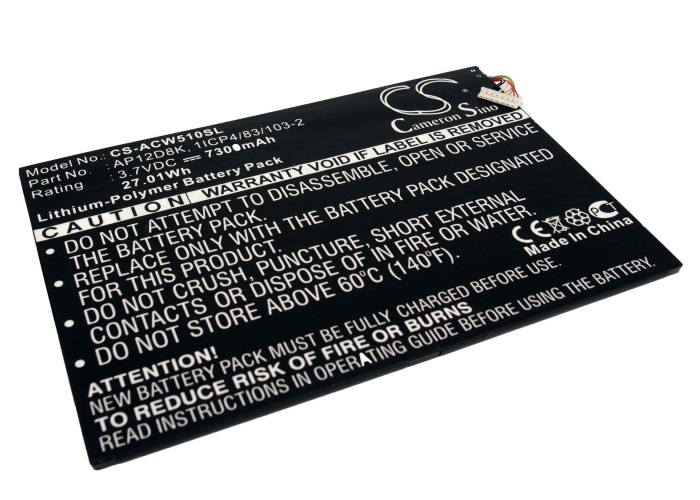 CS
Cameron Sino
Model No.: CS-ACW510SL
Part No. : AP12D8K, 1ICP4/83/103-2
Rating : 3.7VDC ⎓ 7300mAh
27.01Wh
Lithium-Polymer Battery Pack
CAUTION WARRANTY VOID IF SEAL IS REMOVED
• DO NOT ATTEMPT TO DISASSEMBLE, OPEN OR SERVICE
THE BATTERY PACK.
• REPLACE ONLY WITH THE BATTERY PACK DESIGNATED
FOR THIS PRODUCT.
• DO NOT CRUSH, PUNCTURE, SHORT EXTERNAL
CONTACTS OR DISPOSE OF IN FIRE OR WATER.
• DO NOT STORE ABOVE 60°C (140°F).
CE
Made In China
ATTENTION!
NEW BATTERY PACK MUST BE FULLY CHARGED BEFORE USE
TO REDUCE RISK OF FIRE OR BURNS
READ INSTRUCTIONS BEFORE USING THE BATTERY.